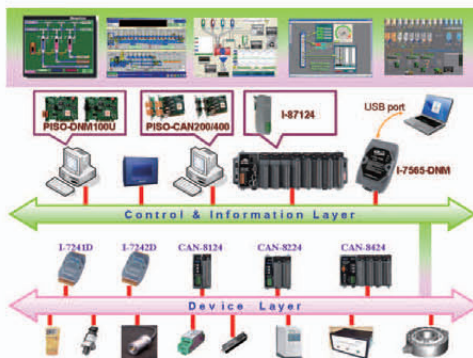 PISO-DNM100U
PISO-CAN200/400
I-87124
USB port
I-7565-DNM
Control & Information Layer
I-7241D
I-7242D
CAN-8124
CAN-8224
CAN-8424
Device Layer